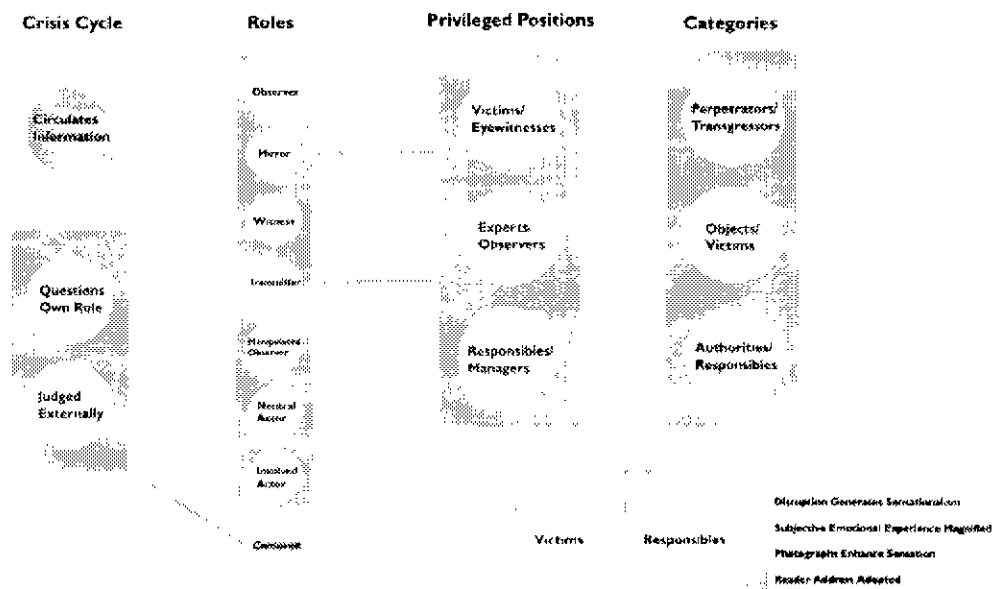 Crisis Cycle
Roles
Privileged Positions
Categories
Circulates
Information
Questions
Own Role
Judged
Externally
Observer
Mirror
Witness
Transmitter
Manipulated
Observer
Neutral
Actor
Involved
Actor
Victims/
Eyewitnesses
Experts
Observers
Responsibles/
Managers
Perpetrators/
Transgressors
Objects/
Victims
Authorities/
Responsibles
Victims
Responsibles
Disruption Generates Sensationalism
Subjective Emotional Experience Magnified
Photographs Enhance Sensation
Reader Address Adopted